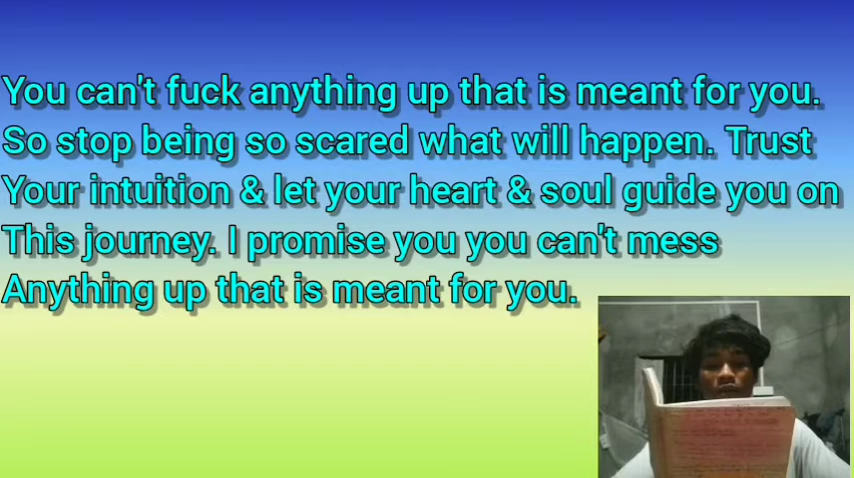 You can't fuck anything up that is meant for you.
So stop being so scared what will happen. Trust
Your intuition & let your heart & soul guide you on
This journey. I promise you you can't mess
Anything up that is meant for you.